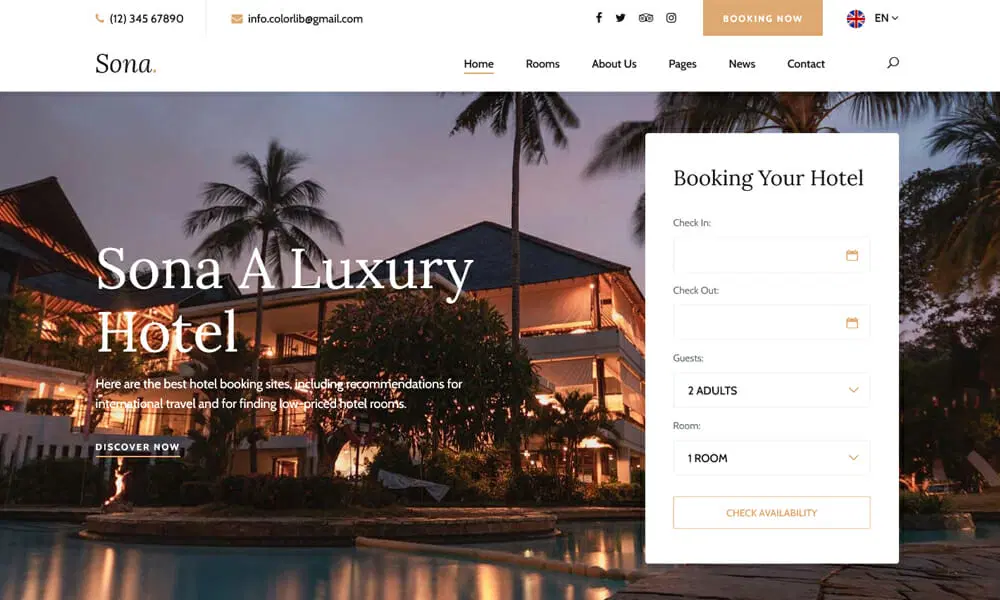 (12) 345 67890
info.colorlib@gmail.com
BOOKING NOW
EN
Sona.
Home
Rooms
About Us
Pages
News
Contact
Sona A Luxury
Hotel
Here are the best hotel booking sites, including recommendations for
international travel and for finding low-priced hotel rooms.
DISCOVER NOW
Booking Your Hotel
Check In:
Check Out:
Guests:
2 ADULTS
Room:
1 ROOM
CHECK AVAILABILITY